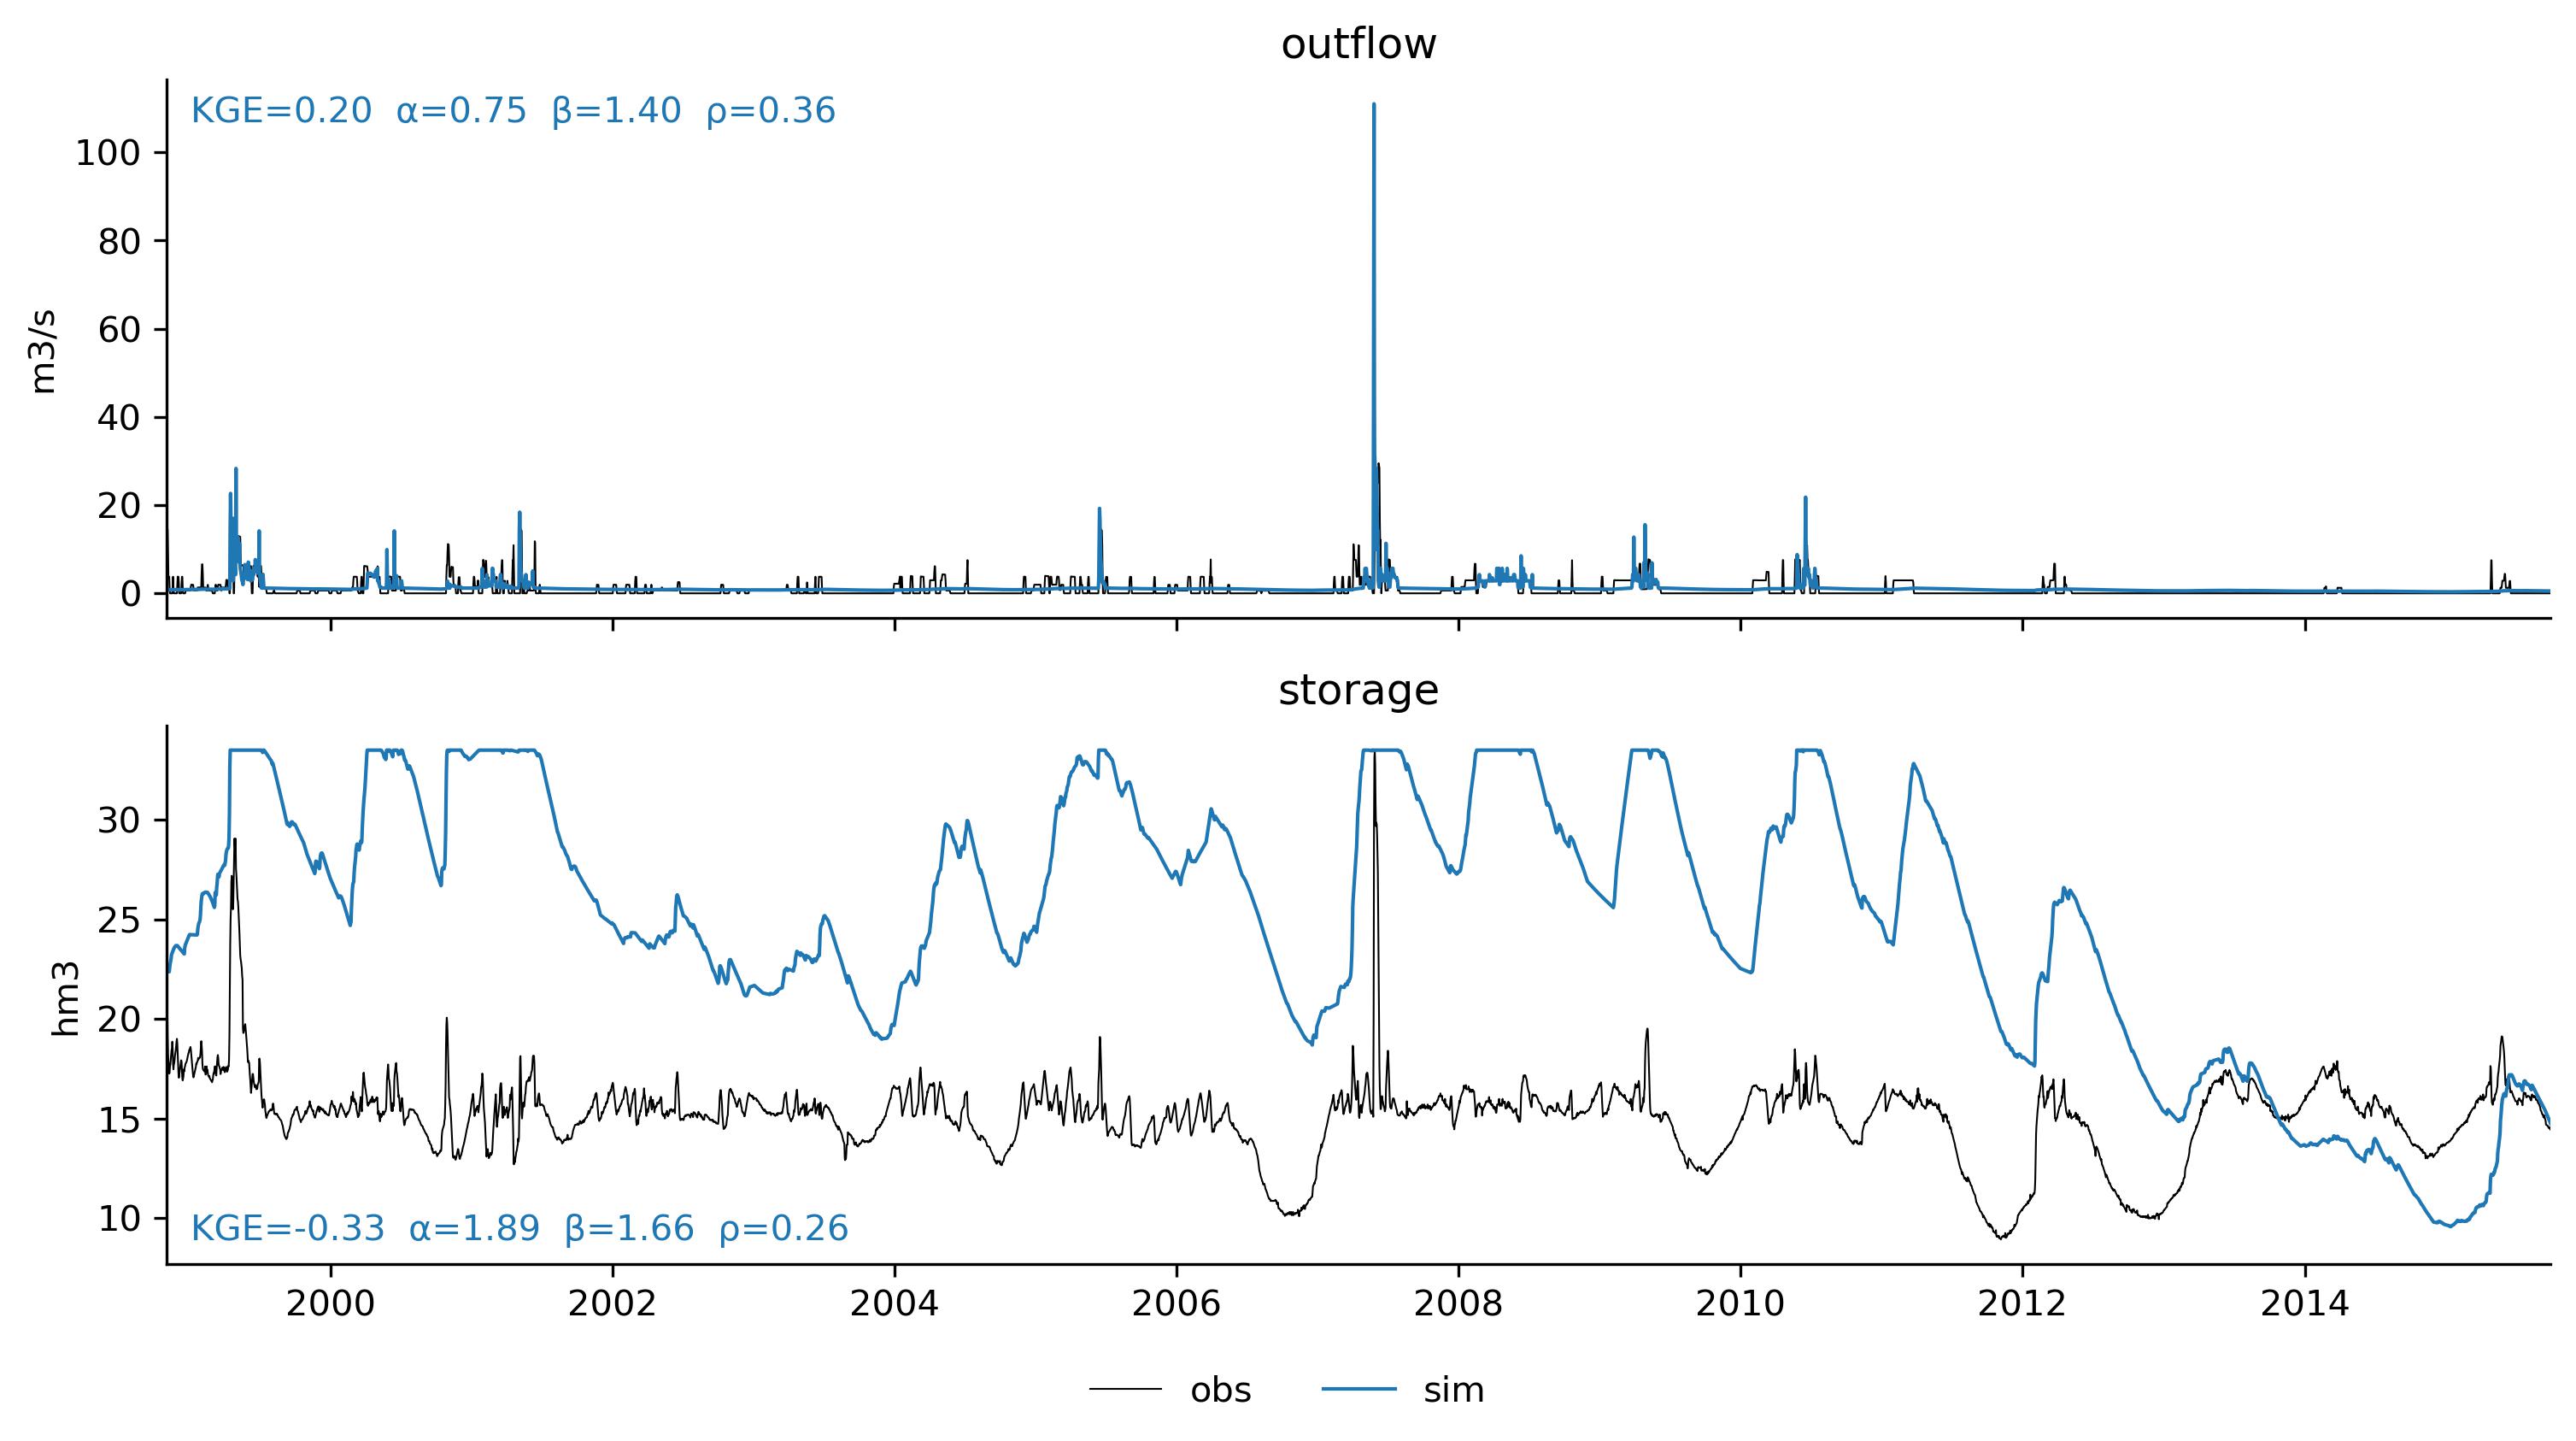 outflow
KGE=0.20 α=0.75 β=1.40 ρ=0.36
100
80
60
40
20
0
m3/s
storage
30
25
20
15
10
hm3
KGE=-0.33 α=1.89 β=1.66 ρ=0.26
2000 2002 2004 2006 2008 2010 2012 2014
obs sim